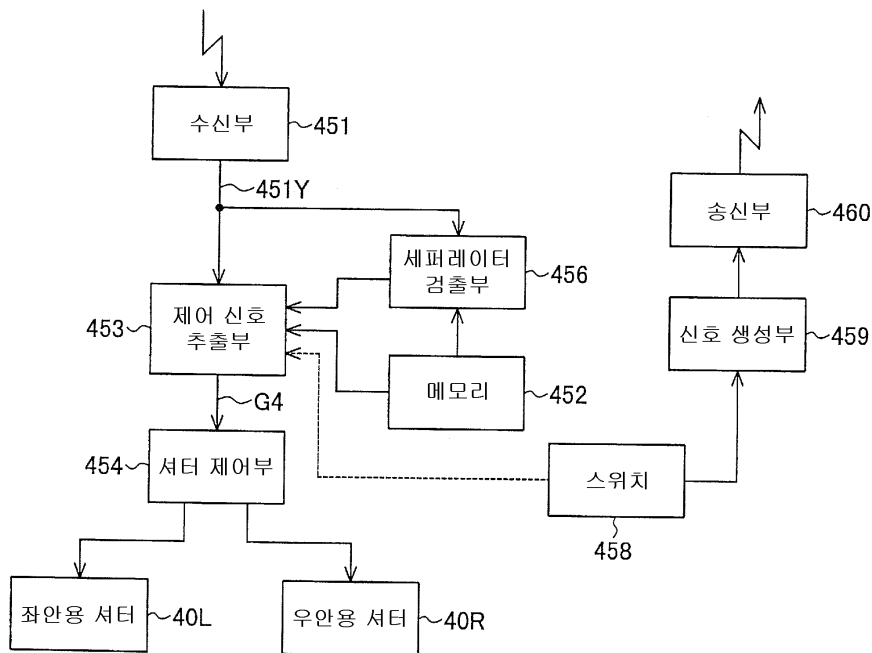 수신부
451
451Y
송신부
460
세퍼레이터
검출부
456
453
제어 신호
추출부
신호 생성부
459
메모리
452
G4
454
셔터 제어부
스위치
458
좌안용 셔터
40L
우안용 셔터
40R